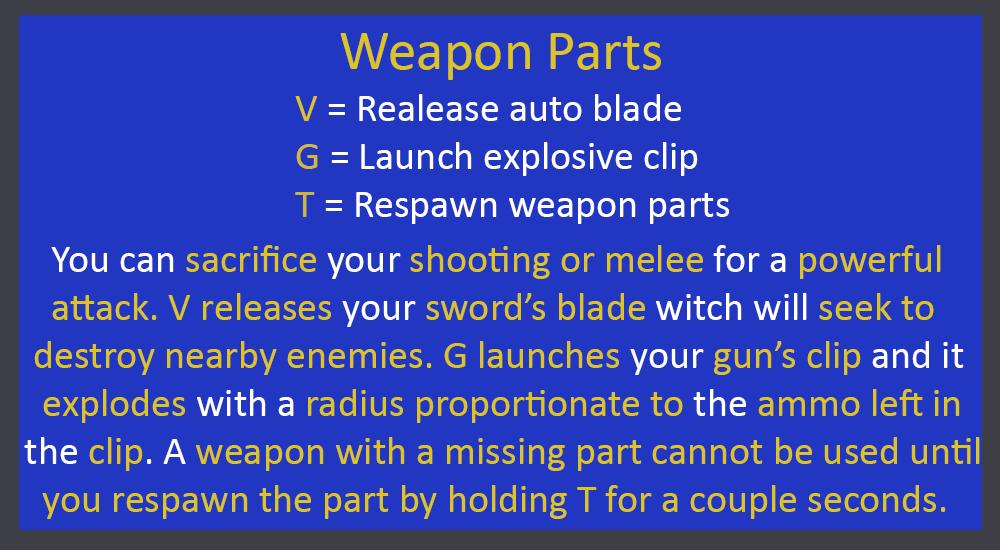 Weapon Parts
V = Realease auto blade
G = Launch explosive clip
T = Respawn weapon parts
You can sacrifice your shooting or melee for a powerful
attack. V releases your sword’s blade witch will seek to
destroy nearby enemies. G launches your gun’s clip and it
explodes with a radius proportionate to the ammo left in
the clip. A weapon with a missing part cannot be used until
you respawn the part by holding T for a couple seconds.